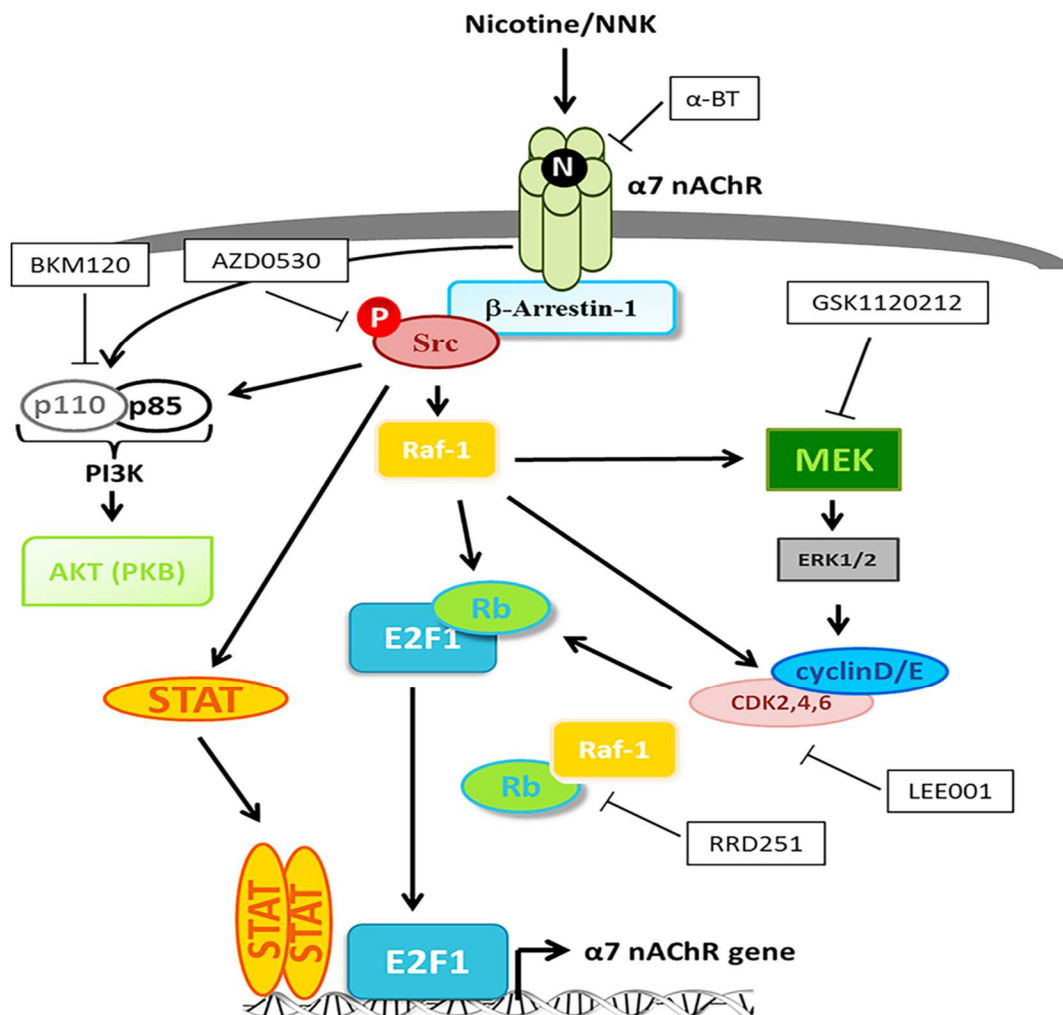 Nicotine/NNK
α-BT
N
α7 nAChR
BKM120
AZD0530
GSK1120212
β-Arrestin-1
P
Src
p110
p85
PI3K
Raf-1
MEK
AKT (PKB)
ERK1/2
Rb
E2F1
cyclinD/E
CDK2,4,6
STAT
Raf-1
Rb
LEE001
RRD251
STAT
STAT
E2F1
α7 nAChR gene